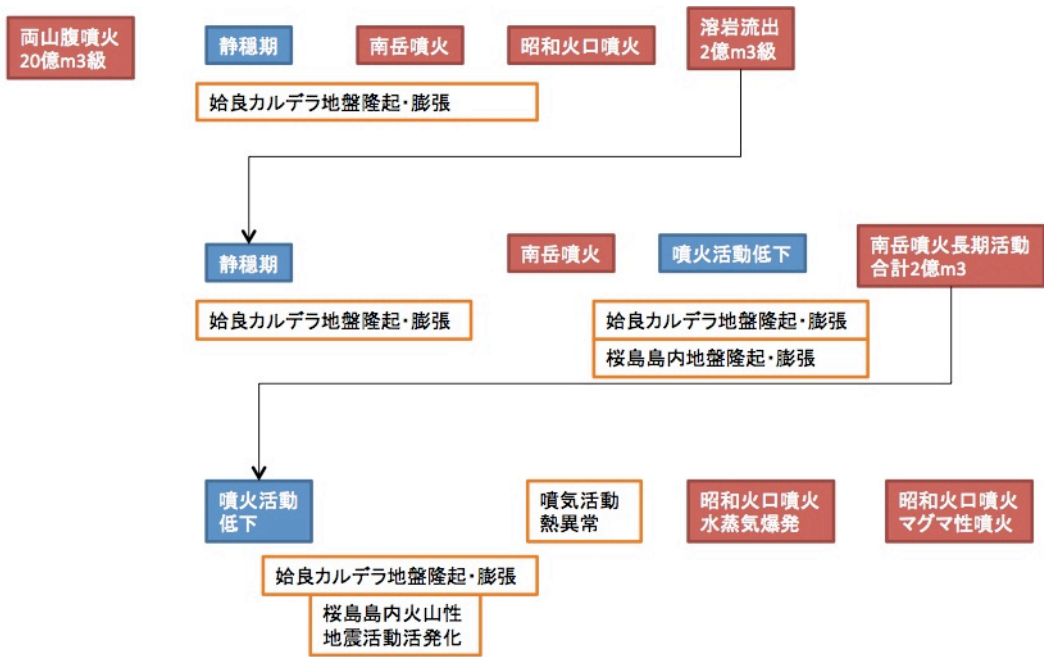 両山腹噴火
20億m3級
静穏期
南岳噴火
昭和火口噴火
溶岩流出
2億m3級
姶良カルデラ地盤隆起・膨張
静穏期
南岳噴火
噴火活動低下
南岳噴火長期活動
合計2億m3
姶良カルデラ地盤隆起・膨張
姶良カルデラ地盤隆起・膨張
桜島島内地盤隆起・膨張
噴火活動
低下
噴気活動
熱異常
昭和火口噴火
水蒸気爆発
昭和火口噴火
マグマ性噴火
姶良カルデラ地盤隆起・膨張
桜島島内火山性
地震活動活発化